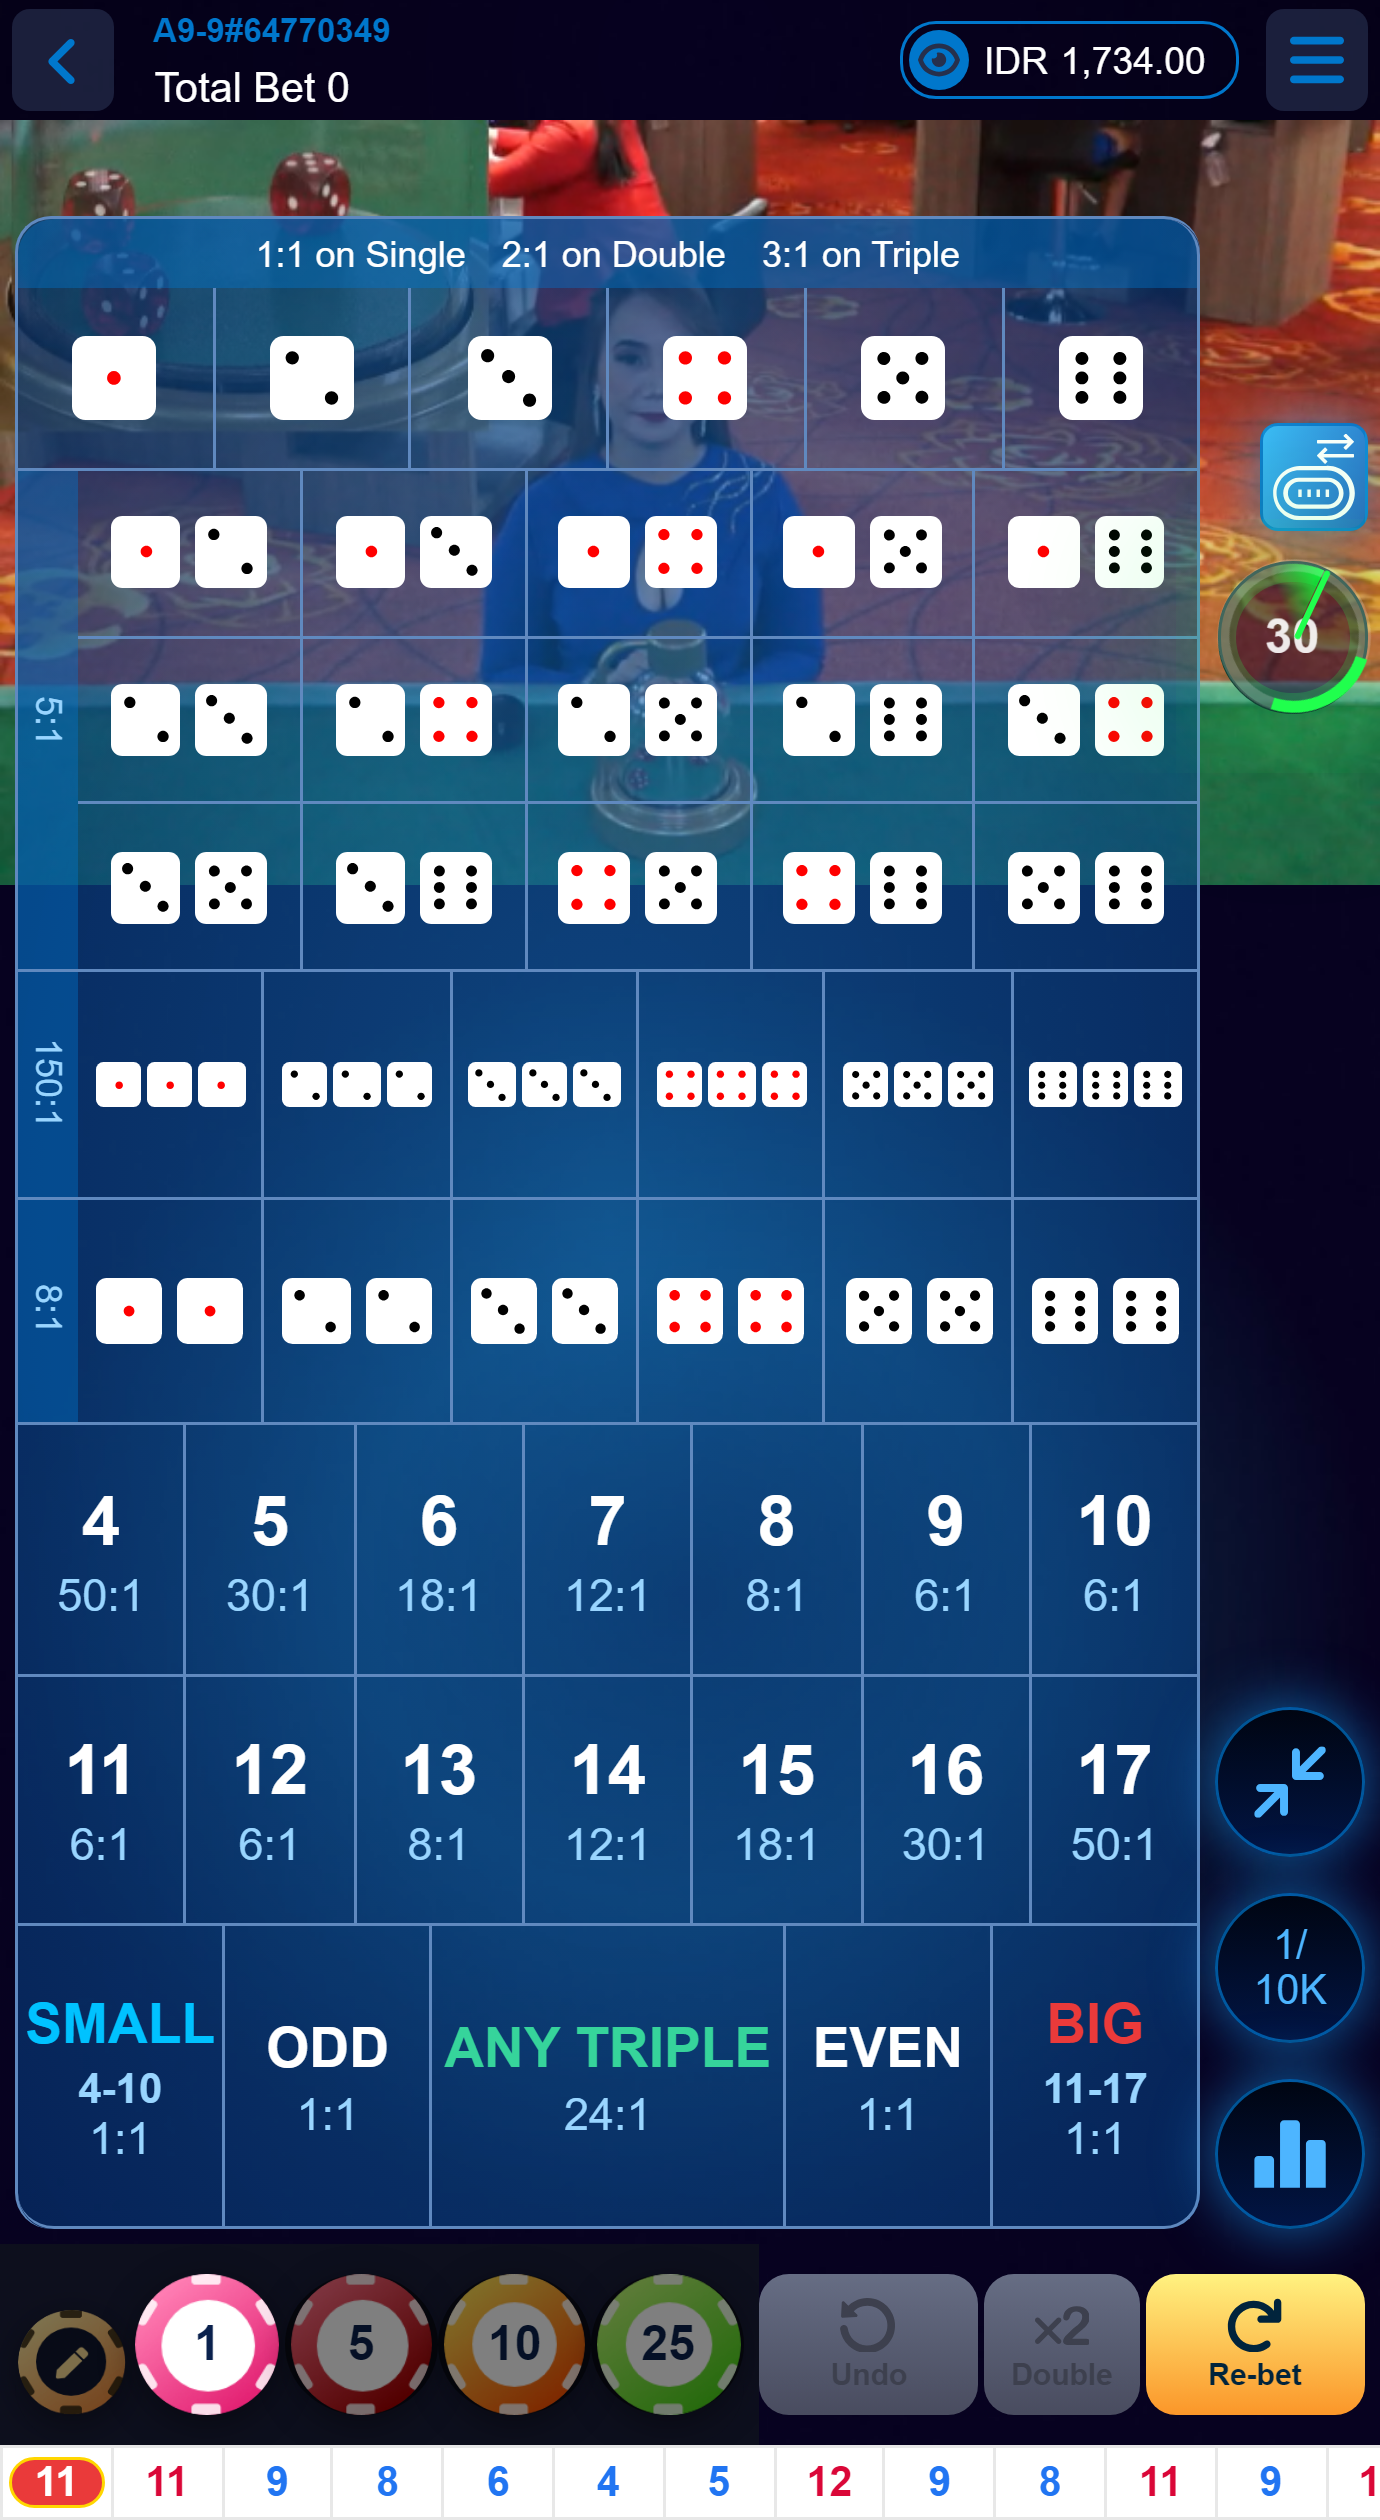 A9-9#64770349
Total Bet 0
IDR 1,734.00
1:1 on Single 2:1 on Double 3:1 on Triple
30
5:1
150:1
8:1
4 5 6 7 8 9 10
50:1 30:1 18:1 12:1 8:1 6:1 6:1
11 12 13 14 15 16 17
6:1 6:1 8:1 12:1 18:1 30:1 50:1
SMALL
4-10
1:1
ODD
1:1
ANY TRIPLE
24:1
EVEN
1:1
BIG
11-17
1:1
1/
10K
1 5 10 25
Undo
x2
Double
Re-bet
11 11 9 8 6 4 5 12 9 8 11 9